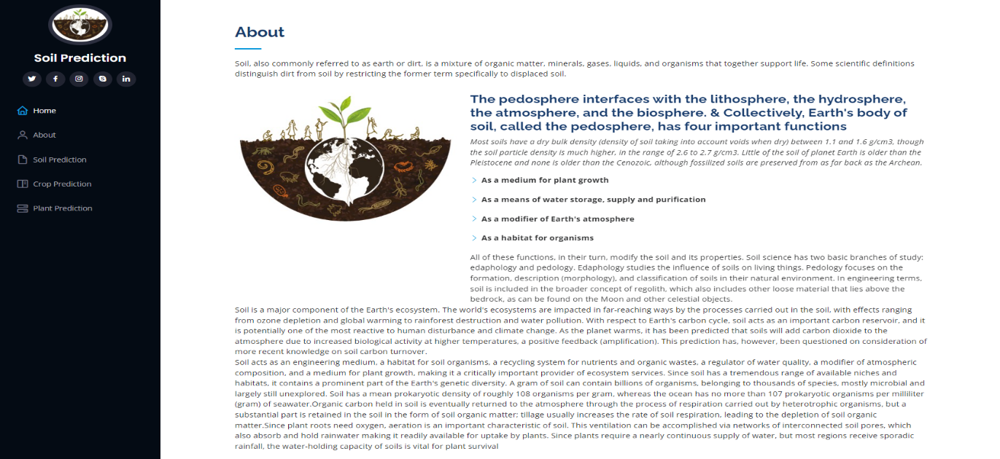 Soil Prediction
Home
About
Soil Prediction
Crop Prediction
Plant Prediction
About
Soil, also commonly referred to as earth or dirt, is a mixture of organic matter, minerals, gases, liquids, and organisms that together support life. Some scientific definitions
distinguish dirt from soil by restricting the former term specifically to displaced soil.
The pedosphere interfaces with the lithosphere, the hydrosphere,
the atmosphere, and the biosphere. & Collectively, Earth's body of
soil, called the pedosphere, has four important functions
Most soils have a dry bulk density (density of soil taking into account voids when dry) between 1.1 and 1.6 g/cm3, though
the soil particle density is much higher, in the range of 2.6 to 2.7 g/cm3. Little of the soil of planet Earth is older than the
Pleistocene and none is older than the Cenozoic, although fossilized soils are preserved from as far back as the Archean.
As a medium for plant growth
As a means of water storage, supply and purification
As a modifier of Earth's atmosphere
As a habitat for organisms
All of these functions, in their turn, modify the soil and its properties. Soil science has two basic branches of study:
edaphology and pedology. Edaphology studies the influence of soils on living things. Pedology focuses on the
formation, description (morphology), and classification of soils in their natural environment. In engineering terms,
soil is included in the broader concept of regolith, which also includes other loose material that lies above the
bedrock, as can be found on the Moon and other celestial objects.
Soil is a major component of the Earth's ecosystem. The world's ecosystems are impacted in far-reaching ways by the processes carried out in the soil, with effects ranging
from ozone depletion and global warming to rainforest destruction and water pollution. With respect to Earth's carbon cycle, soil acts as an important carbon reservoir, and it
is potentially one of the most reactive to human disturbance and climate change. As the planet warms, it has been predicted that soils will add carbon dioxide to the
atmosphere due to increased biological activity at higher temperatures, a positive feedback (amplification). This prediction has, however, been questioned on consideration of
more recent knowledge on soil carbon turnover.
Soil acts as an engineering medium, a habitat for soil organisms, a recycling system for nutrients and organic wastes, a regulator of water quality, a modifier of atmospheric
composition, and a medium for plant growth, making it a critically important provider of ecosystem services. Since soil has a tremendous range of available niches and
habitats, it contains a prominent part of the Earth's genetic diversity. A gram of soil can contain billions of organisms, belonging to thousands of species, mostly microbial and
largely still unexplored. Soil has a mean prokaryotic density of roughly 108 organisms per gram, whereas the ocean has no more than 107 prokaryotic organisms per milliliter
(gram) of seawater.Organic carbon held in soil is eventually returned to the atmosphere through the process of respiration carried out by heterotrophic organisms, but a
substantial part is retained in the soil in the form of soil organic matter; tillage usually increases the rate of soil respiration, leading to the depletion of soil organic
matter.Since plant roots need oxygen, aeration is an important characteristic of soil. This ventilation can be accomplished via networks of interconnected soil pores, which
also absorb and hold rainwater making it readily available for uptake by plants. Since plants require a nearly continuous supply of water, but most regions receive sporadic
rainfall, the water-holding capacity of soils is vital for plant survival